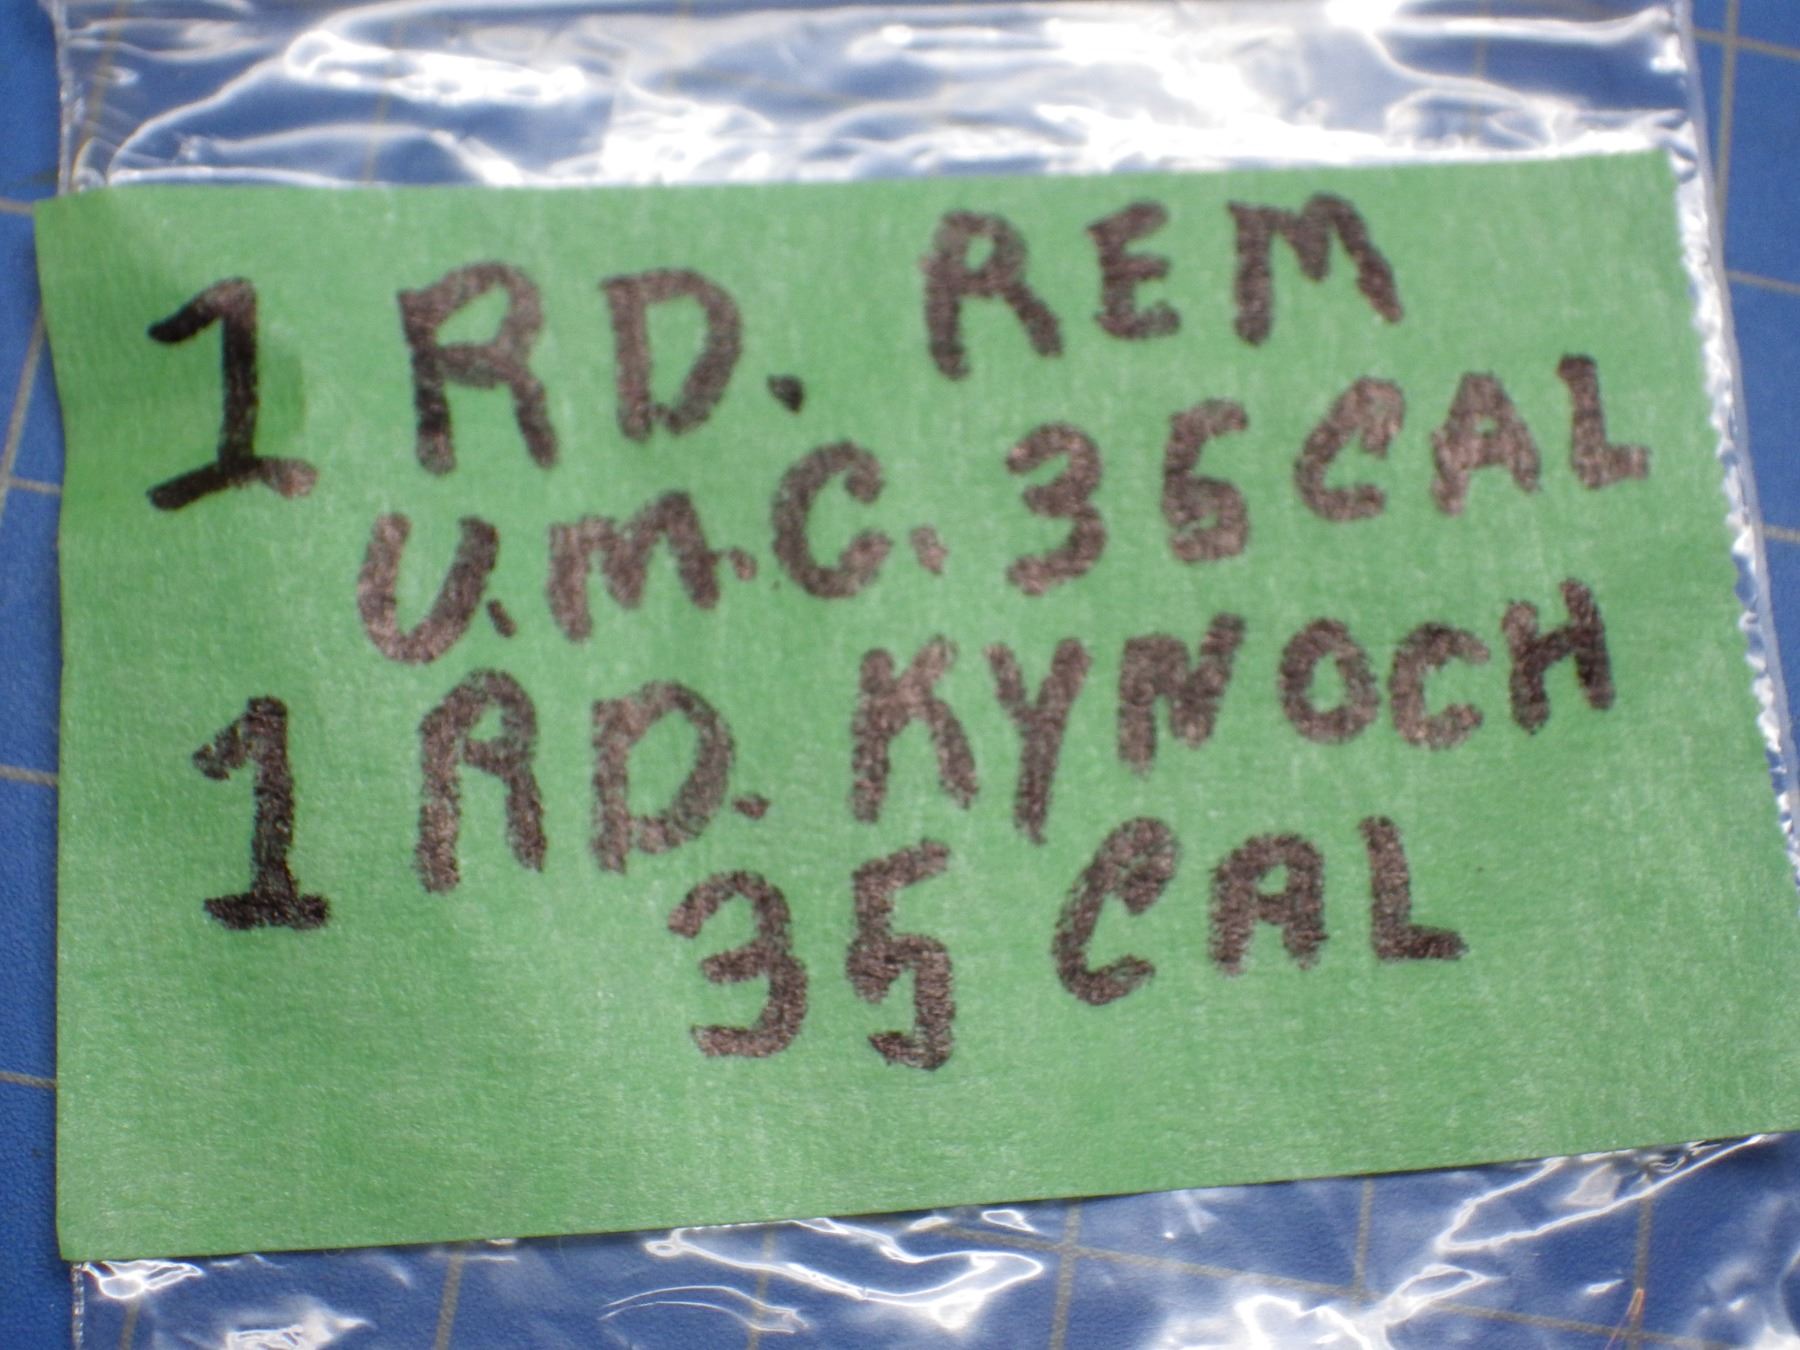 1 RD. REM
U.M.C. 35 CAL
1 RD. KYNOCH
35 CAL